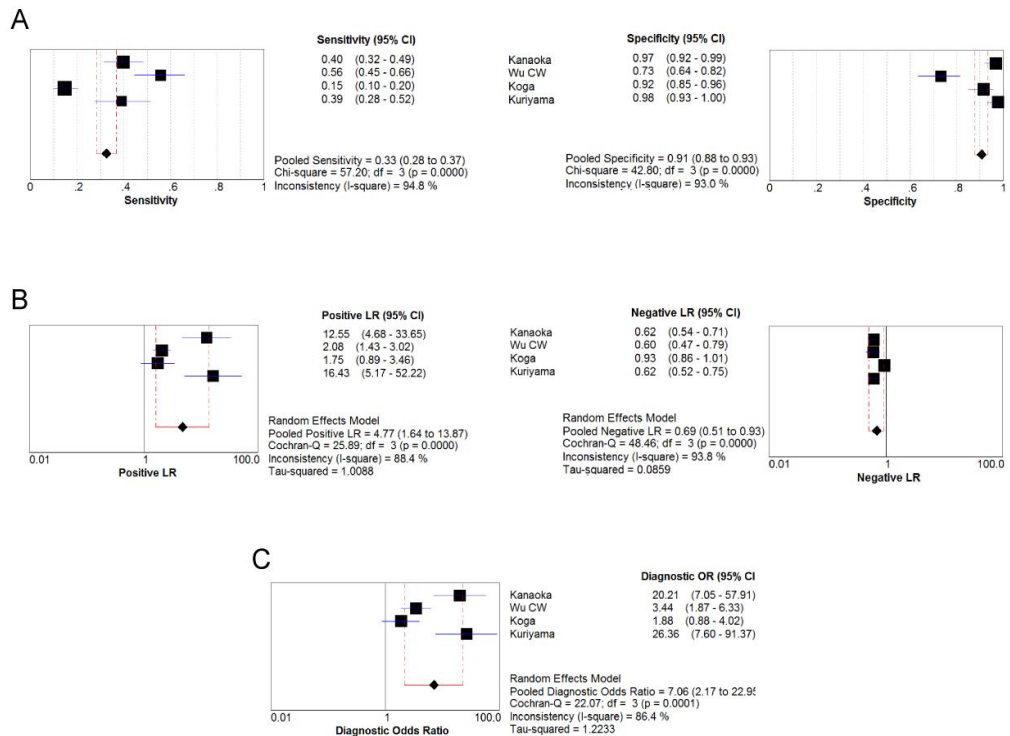 A
Sensitivity (95% CI)
0.40 (0.32 - 0.49)
0.56 (0.45 - 0.66)
0.15 (0.10 - 0.20)
0.39 (0.28 - 0.52)
Pooled Sensitivity = 0.33 (0.28 to 0.37)
Chi-square = 57.20; df = 3 (p = 0.0000)
Inconsistency (I-square) = 94.8 %
0 .2 .4 .6 .8 1
Sensitivity
Specificity (95% CI)
Kanaoka 0.97 (0.92 - 0.99)
Wu CW 0.73 (0.64 - 0.82)
Koga 0.92 (0.85 - 0.96)
Kuriyama 0.98 (0.93 - 1.00)
Pooled Specificity = 0.91 (0.88 to 0.93)
Chi-square = 42.80; df = 3 (p = 0.0000)
Inconsistency (I-square) = 93.0 %
0 .2 .4 .6 .8 1
Specificity
B
Positive LR (95% CI)
12.55 (4.68 - 33.65)
2.08 (1.43 - 3.02)
1.75 (0.89 - 3.46)
16.43 (5.17 - 52.22)
Random Effects Model
Pooled Positive LR = 4.77 (1.64 to 13.87)
Cochran-Q = 25.89; df = 3 (p = 0.0000)
Inconsistency (I-square) = 88.4 %
Tau-squared = 1.0088
0.01 1 100.0
Positive LR
Negative LR (95% CI)
Kanaoka 0.62 (0.54 - 0.71)
Wu CW 0.60 (0.47 - 0.79)
Koga 0.93 (0.86 - 1.01)
Kuriyama 0.62 (0.52 - 0.75)
Random Effects Model
Pooled Negative LR = 0.69 (0.51 to 0.93)
Cochran-Q = 48.46; df = 3 (p = 0.0000)
Inconsistency (I-square) = 93.8 %
Tau-squared = 0.0859
0.01 1 100.0
Negative LR
C
Diagnostic OR (95% CI
Kanaoka 20.21 (7.05 - 57.91)
Wu CW 3.44 (1.87 - 6.33)
Koga 1.88 (0.88 - 4.02)
Kuriyama 26.36 (7.60 - 91.37)
Random Effects Model
Pooled Diagnostic Odds Ratio = 7.06 (2.17 to 22.95
Cochran-Q = 22.07; df = 3 (p = 0.0001)
Inconsistency (I-square) = 86.4 %
Tau-squared = 1.2233
0.01 1 100.0
Diagnostic Odds Ratio